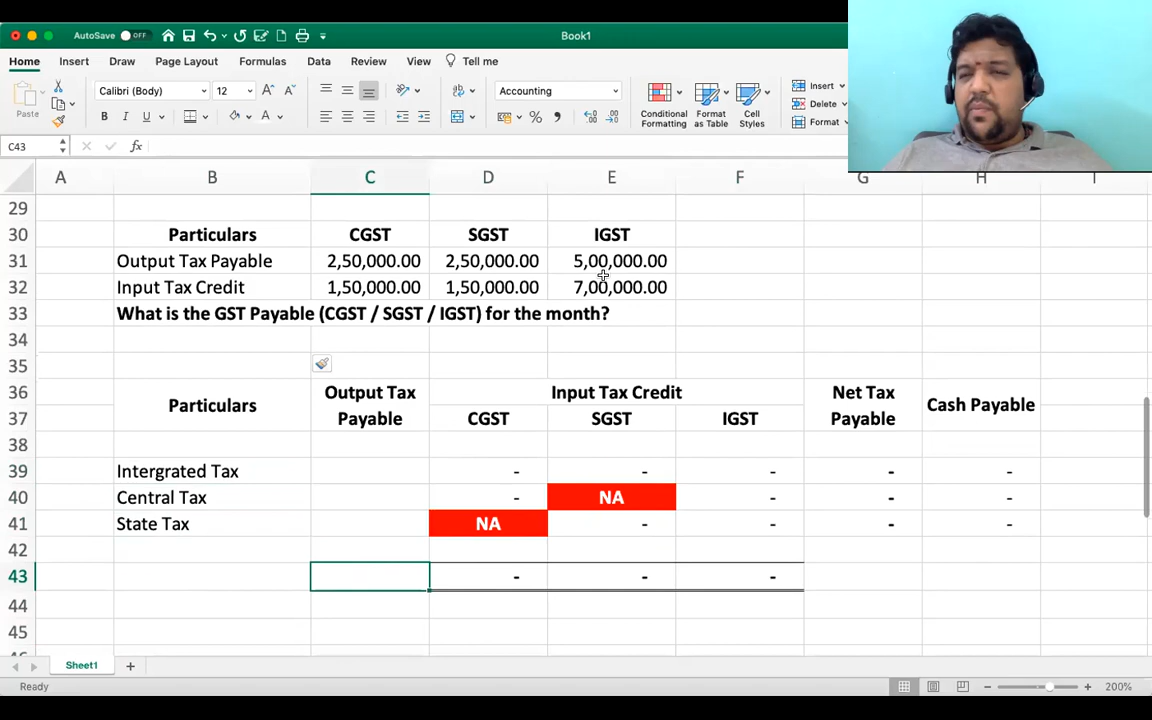 AutoSave OFF Book1
Home Insert Draw Page Layout Formulas Data Review View Tell me
Paste Calibri (Body) 12 A A Accounting Conditional Formatting Format as Table Cell Styles Insert Delete Format
B I U A % 
C43 fx
A B C D E F G H I
29
30 Particulars CGST SGST IGST
31 Output Tax Payable 2,50,000.00 2,50,000.00 5,00,000.00
32 Input Tax Credit 1,50,000.00 1,50,000.00 7,00,000.00
33 What is the GST Payable (CGST / SGST / IGST) for the month?
34
35
36 Particulars Output Tax Payable Input Tax Credit Net Tax Payable Cash Payable
37 CGST SGST IGST
38
39 Intergrated Tax - - - - -
40 Central Tax - NA - - -
41 State Tax NA - - - -
42
43 - - -
44
45
46
Sheet1 +
Ready 200%